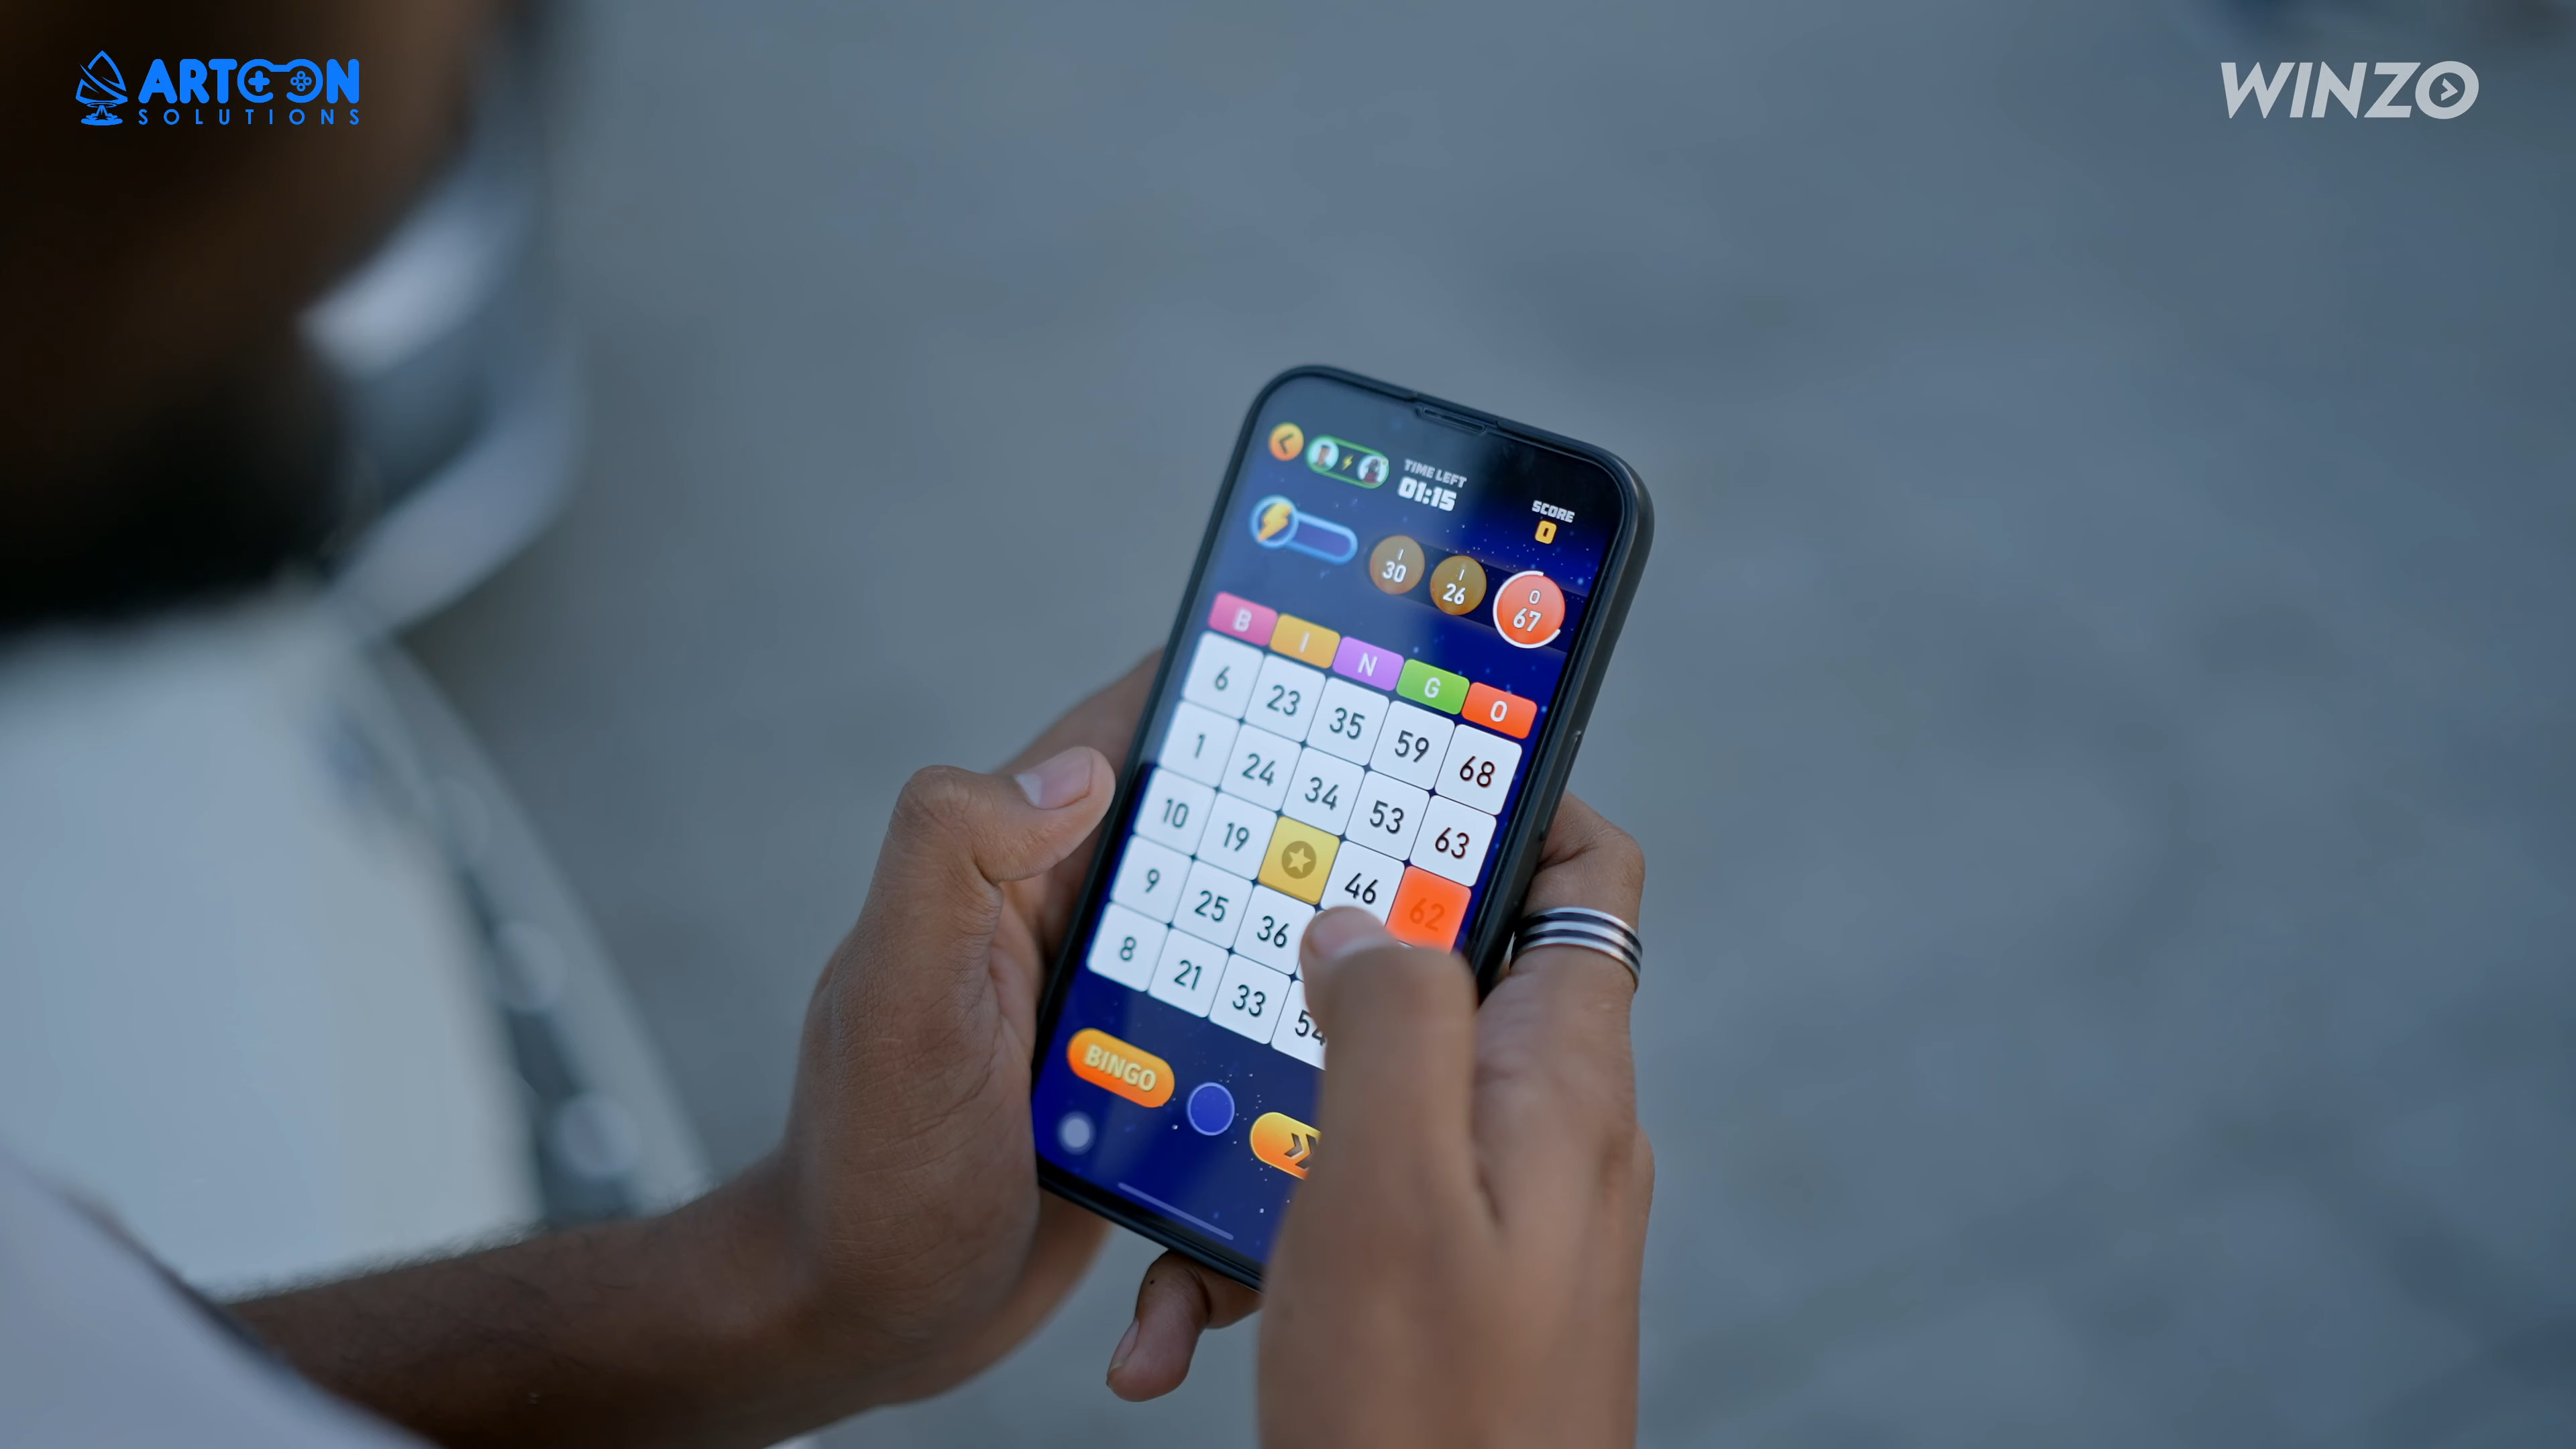 ARTOON
SOLUTIONS
WINZO
TIME LEFT
01:15
SCORE
0
I
30
I
26
O
67
B I N G O
6 23 35 59 68
1 24 34 53 63
10 19 46 62
9 25 36
8 21 33 54
BINGO